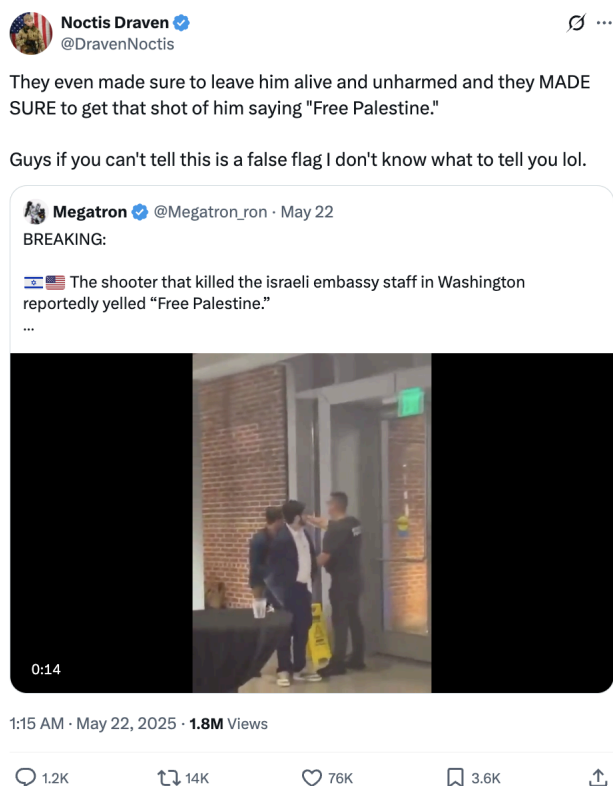 Noctis Draven
@DravenNoctis
They even made sure to leave him alive and unharmed and they MADE
SURE to get that shot of him saying "Free Palestine."
Guys if you can't tell this is a false flag I don't know what to tell you lol.
Megatron @Megatron_ron · May 22
BREAKING:
🇮🇱🇺🇸 The shooter that killed the israeli embassy staff in Washington
reportedly yelled “Free Palestine.”
...
0:14
1:15 AM · May 22, 2025 · 1.8M Views
1.2K 14K 76K 3.6K